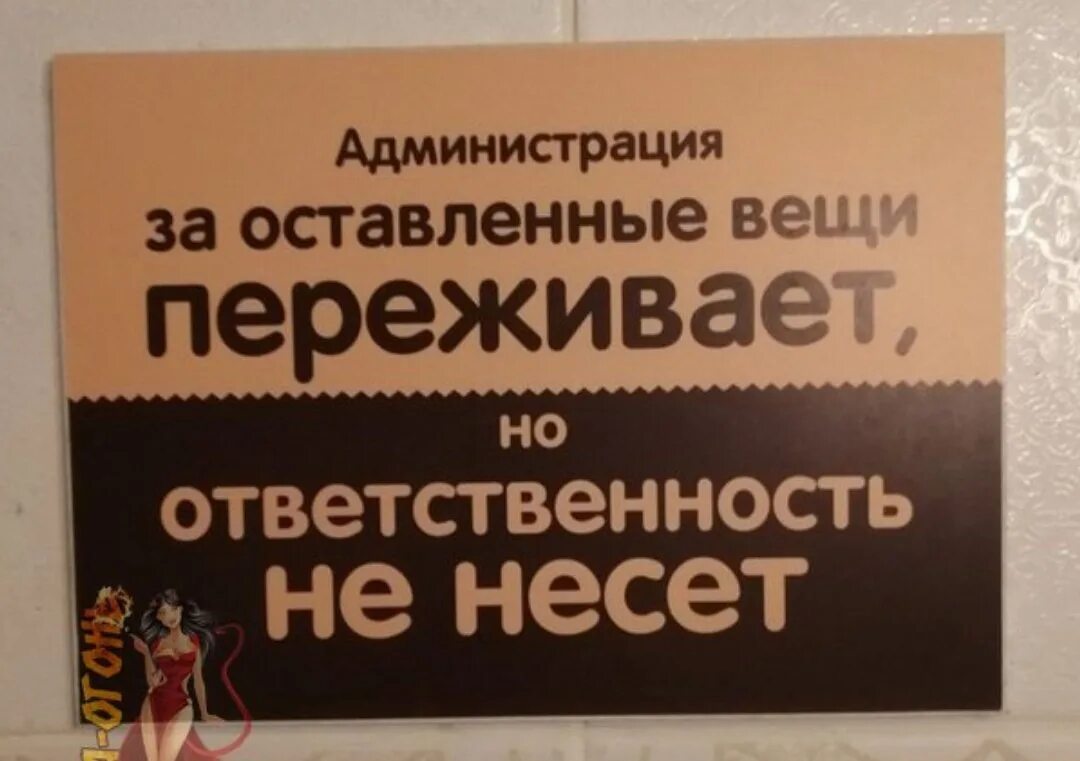 Администрация
за оставленные вещи
переживает,
но
ответственность
не несет